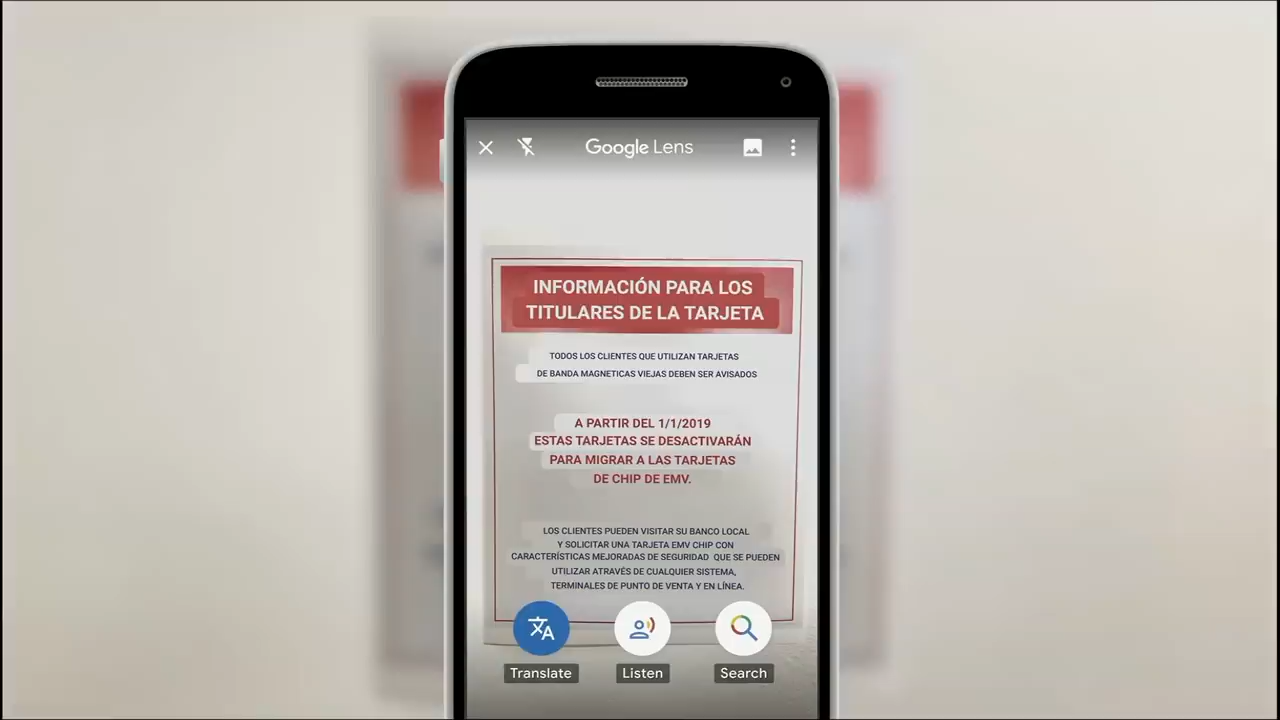 Google Lens
INFORMACIÓN PARA LOS
TITULARES DE LA TARJETA
TODOS LOS CLIENTES QUE UTILIZAN TARJETAS
DE BANDA MAGNETICAS VIEJAS DEBEN SER AVISADOS
A PARTIR DEL 1/1/2019
ESTAS TARJETAS SE DESACTIVARÁN
PARA MIGRAR A LAS TARJETAS
DE CHIP DE EMV.
LOS CLIENTES PUEDEN VISITAR SU BANCO LOCAL
Y SOLICITAR UNA TARJETA EMV CHIP CON
CARACTERÍSTICAS MEJORADAS DE SEGURIDAD QUE SE PUEDEN
UTILIZAR ATRAVÉS DE CUALQUIER SISTEMA,
TERMINALES DE PUNTO DE VENTA Y EN LÍNEA.
Translate
Listen
Search